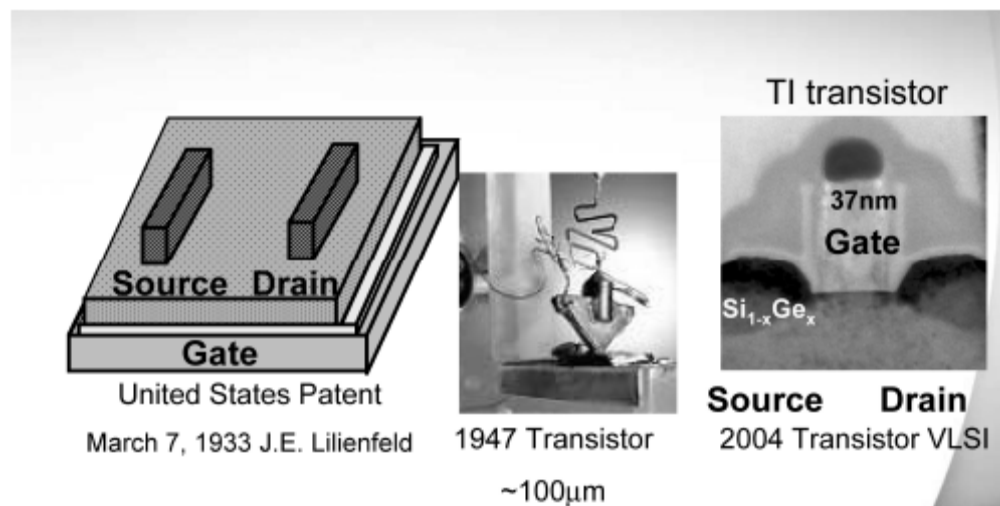 Source Drain
Gate
United States Patent
March 7, 1933 J.E. Lilienfeld
1947 Transistor
~100μm
TI transistor
37nm
Gate
Si₁₋ₓGeₓ
Source Drain
2004 Transistor VLSI